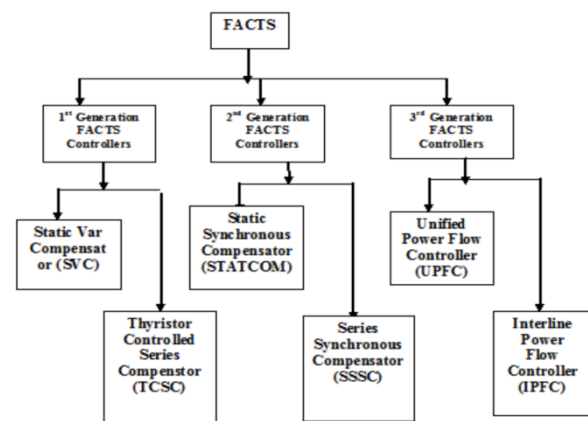 FACTS
1st Generation
FACTS
Controllers
2nd Generation
FACTS
Controllers
3rd Generation
FACTS
Controllers
Static Var
Compensat
or (SVC)
Static
Synchronous
Compensator
(STATCOM)
Unified
Power Flow
Controller
(UPFC)
Thyristor
Controlled
Series
Compenstor
(TCSC)
Series
Synchronous
Compensator
(SSSC)
Interline
Power
Flow
Controller
(IPFC)